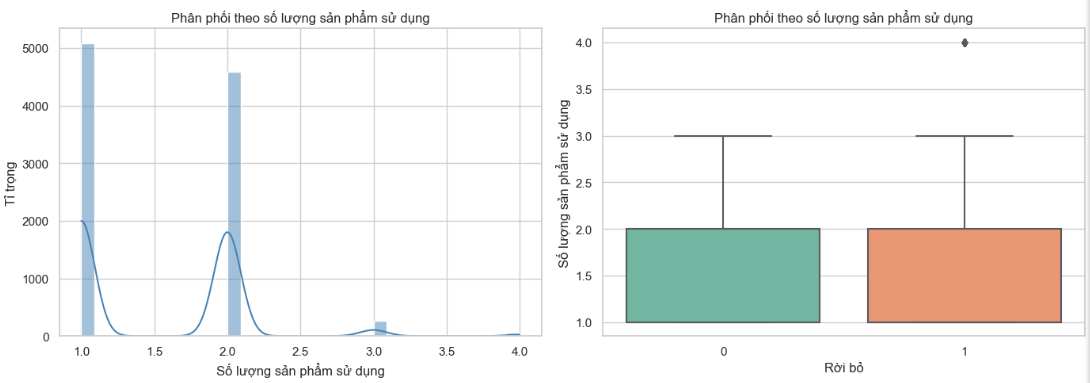 Phân phối theo số lượng sản phẩm sử dụng
5000
4000
3000
2000
1000
0
Tỉ trọng
1.0 1.5 2.0 2.5 3.0 3.5 4.0
Số lượng sản phẩm sử dụng
Phân phối theo số lượng sản phẩm sử dụng
4.0
3.5
3.0
2.5
2.0
1.5
1.0
Số lượng sản phẩm sử dụng
0 1
Rời bỏ